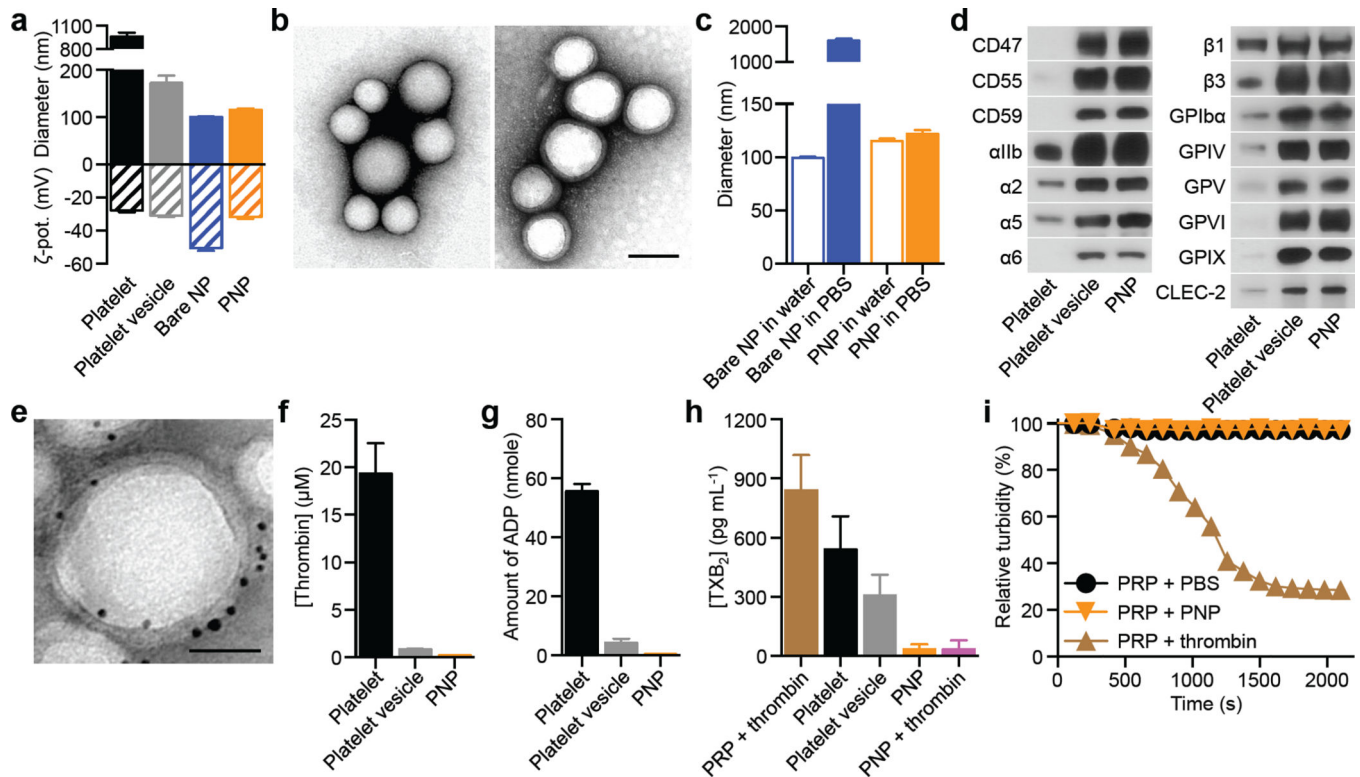 a
1100
800
200
100
0
-20
-40
-60
ζ-pot. (mV) Diameter (nm)
Platelet
Platelet vesicle
Bare NP
PNP
b
c
2000
1000
150
100
50
0
Diameter (nm)
Bare NP in water
Bare NP in PBS
PNP in water
PNP in PBS
d
CD47
CD55
CD59
αIIb
α2
α5
α6
Platelet
Platelet vesicle
PNP
β1
β3
GPIbα
GPIV
GPV
GPVI
GPIX
CLEC-2
Platelet
Platelet vesicle
PNP
e
f
25
20
15
10
5
0
[Thrombin] (μM)
Platelet
Platelet vesicle
PNP
g
80
60
40
20
0
Amount of ADP (nmole)
Platelet
Platelet vesicle
PNP
h
1200
900
600
300
0
[TXB₂] (pg mL⁻¹)
PRP + thrombin
Platelet
Platelet vesicle
PNP
PNP + thrombin
i
100
80
60
40
20
0
Relative turbidity (%)
PRP + PBS
PRP + PNP
PRP + thrombin
0 500 1000 1500 2000
Time (s)